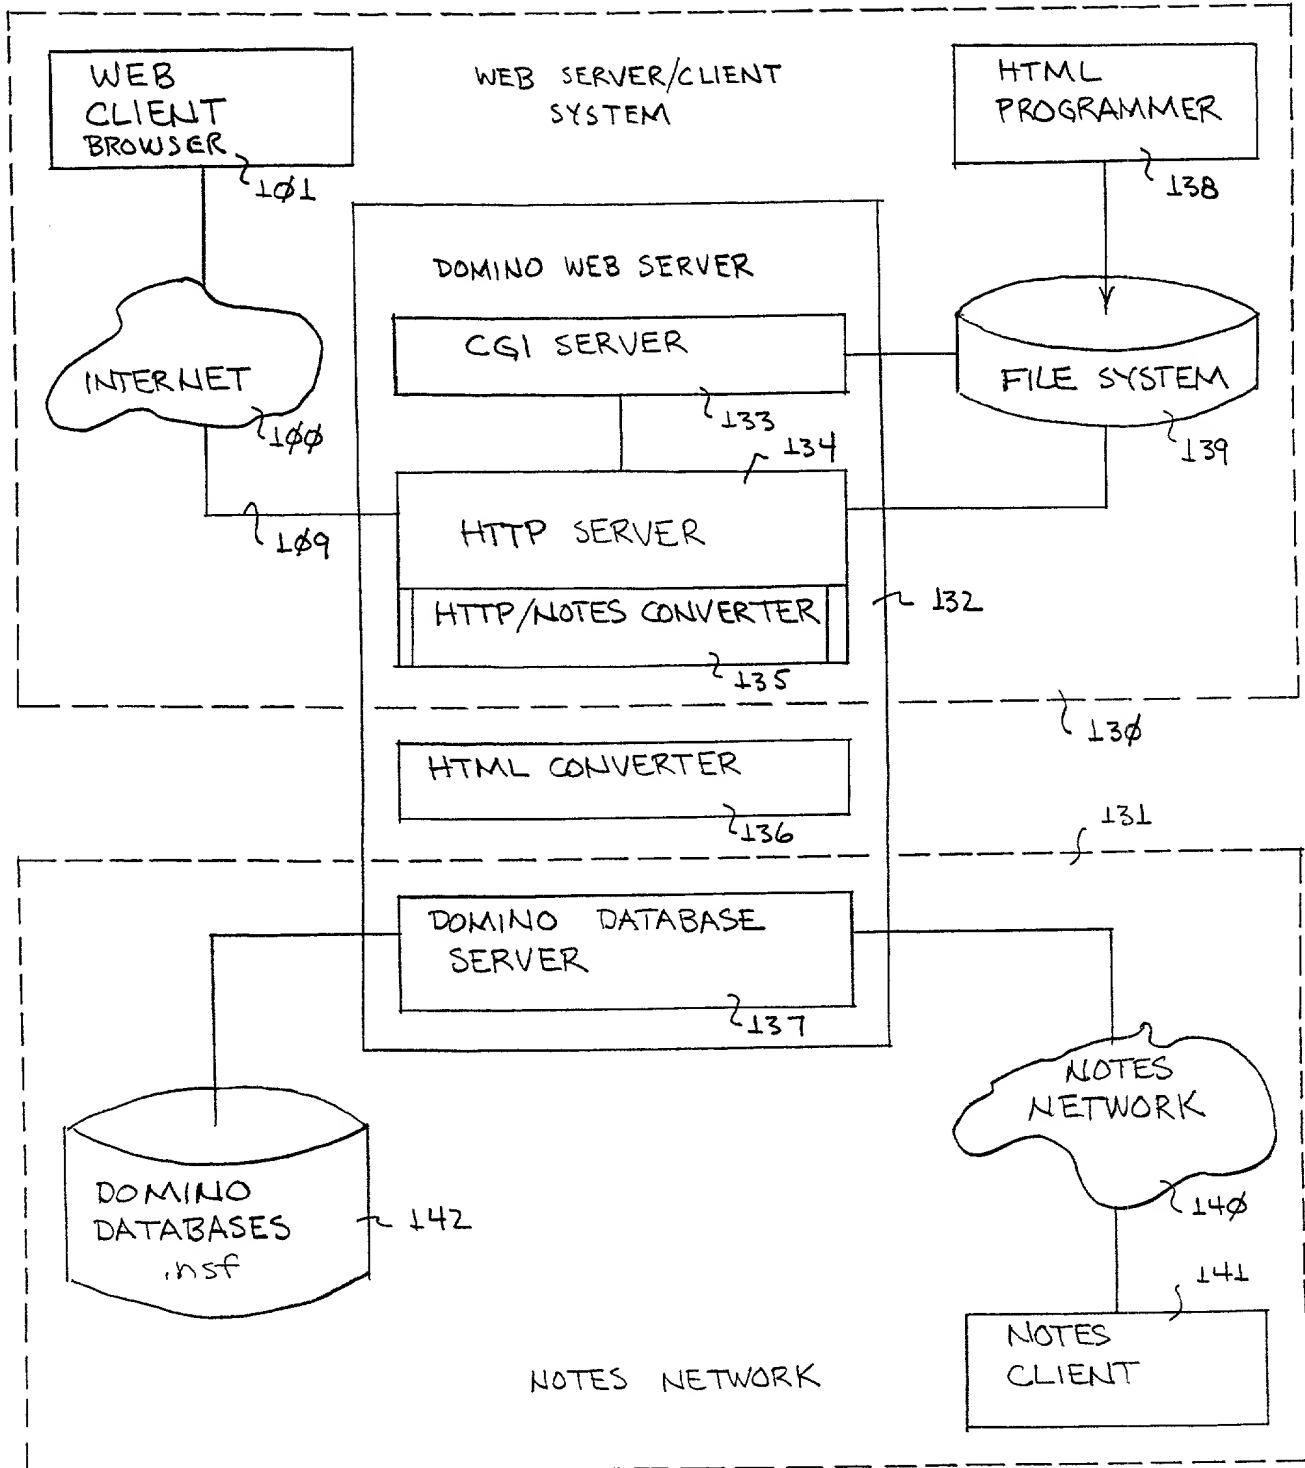 WEB
CLIENT
BROWSER
101
WEB SERVER/CLIENT
SYSTEM
HTML
PROGRAMMER
138
DOMINO WEB SERVER
CGI SERVER
133
INTERNET
100
FILE SYSTEM
139
134
109
HTTP SERVER
HTTP/NOTES CONVERTER
135
132
130
HTML CONVERTER
136
131
DOMINO DATABASE
SERVER
137
NOTES
NETWORK
140
DOMINO
DATABASES
.nsf
142
141
NOTES
CLIENT
NOTES NETWORK